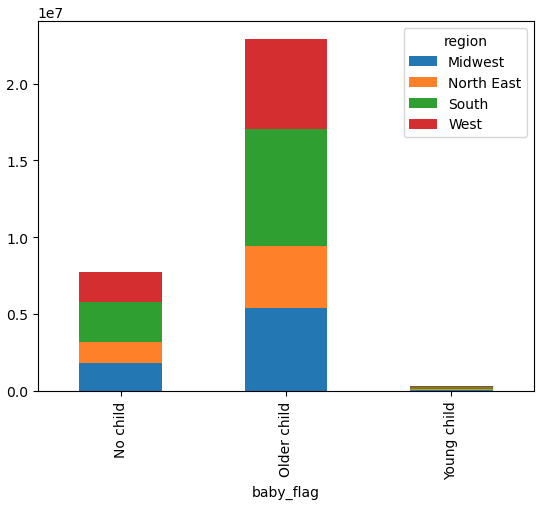 1e7
region
Midwest
North East
South
West
2.0
1.5
1.0
0.5
0.0
No child
Older child
Young child
baby_flag